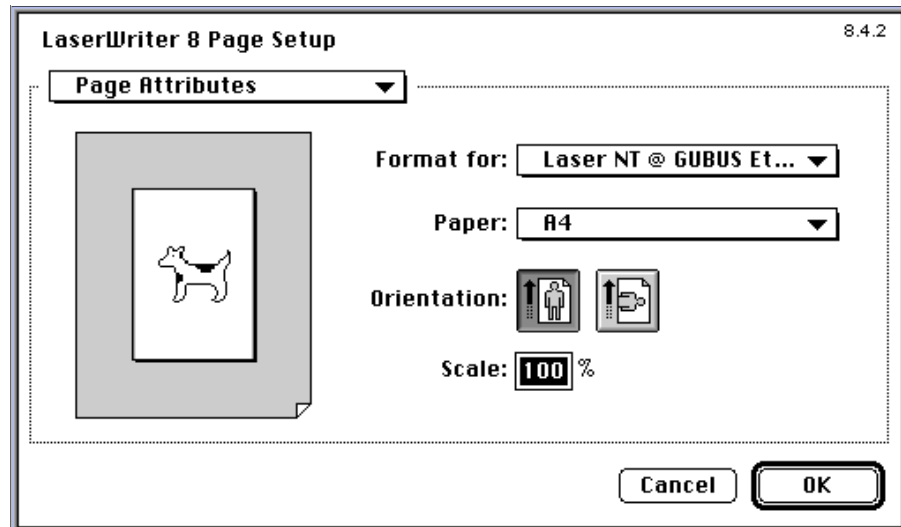 LaserWriter 8 Page Setup
8.4.2
Page Attributes
Format for: Laser NT @ GUBUS Et...
Paper: A4
Orientation:
Scale: 100 %
Cancel OK